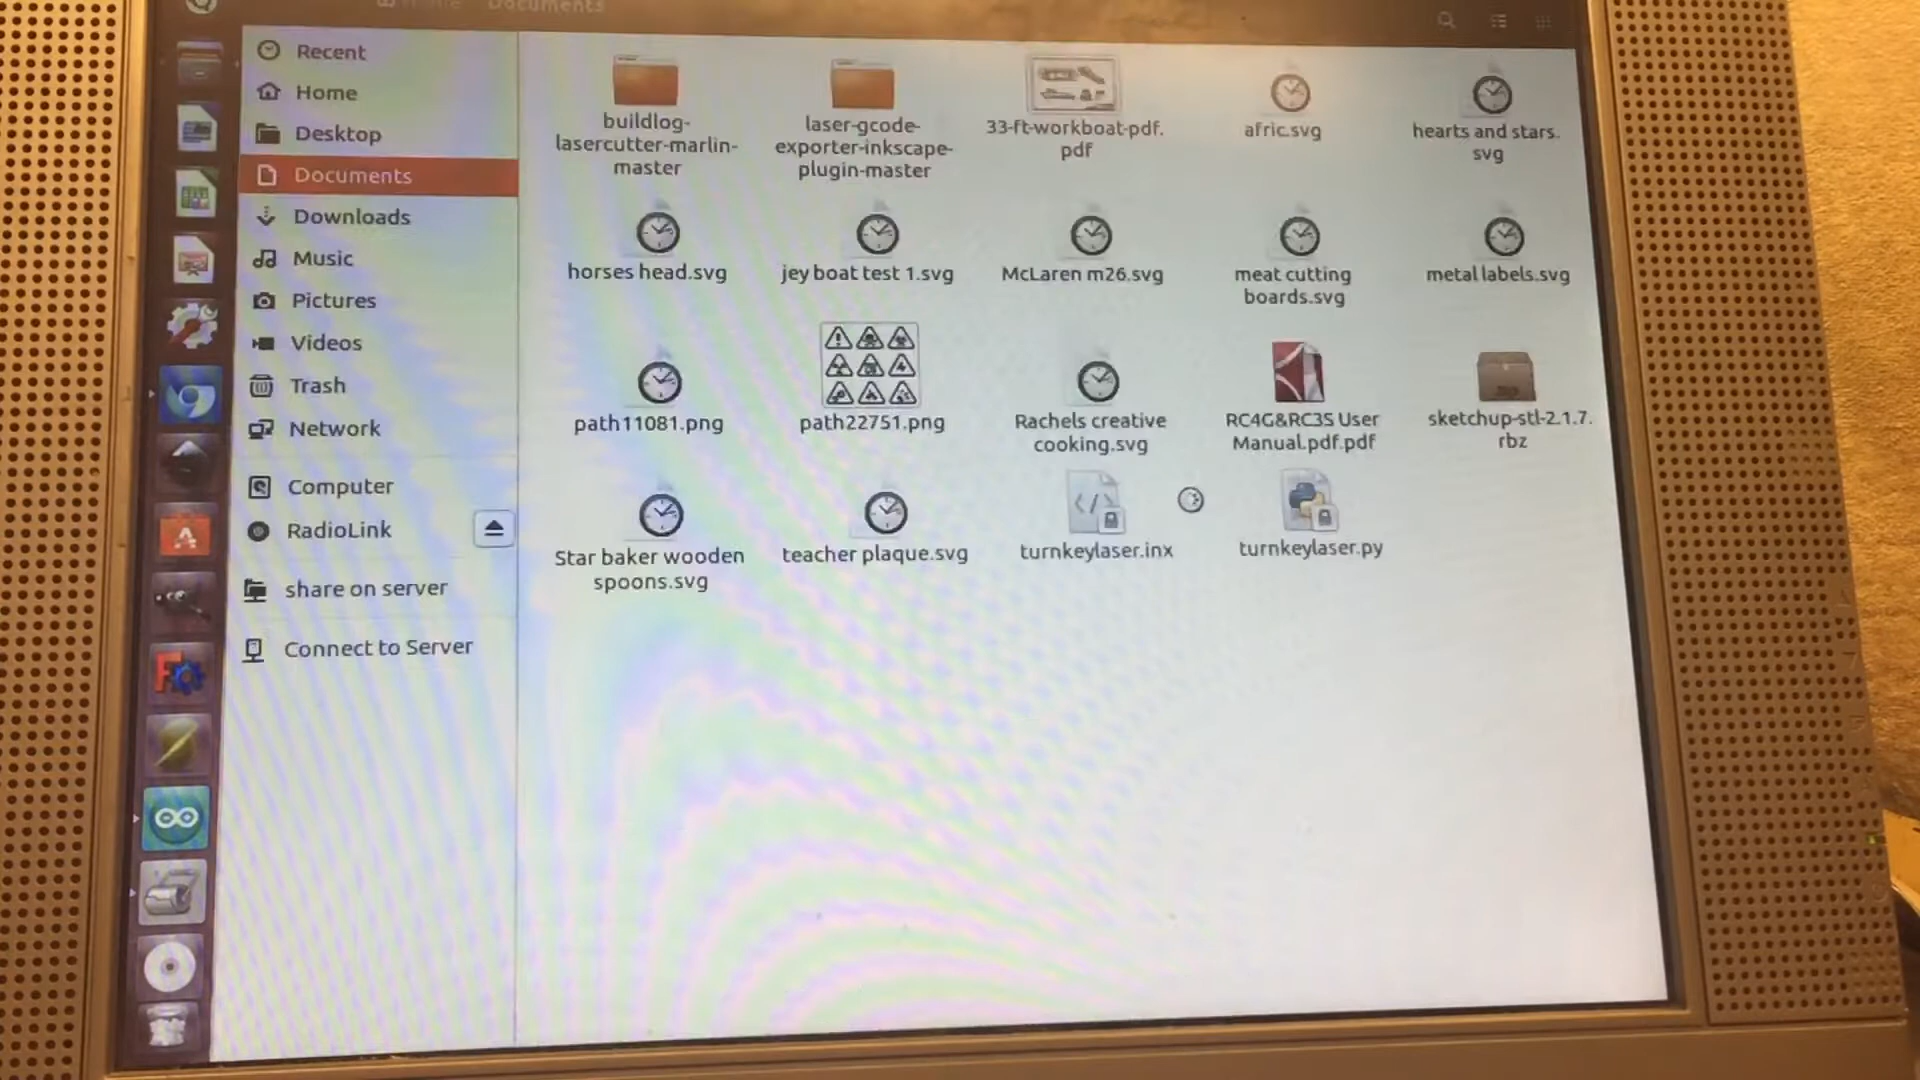 Documents
Recent
Home
Desktop
Documents
Downloads
Music
Pictures
Videos
Trash
Network
Computer
RadioLink
share on server
Connect to Server
buildlog-
lasercutter-marlin-
master
laser-gcode-
exporter-inkscape-
plugin-master
33-ft-workboat-pdf.
pdf
afric.svg
hearts and stars.
svg
horses head.svg
jey boat test 1.svg
McLaren m26.svg
meat cutting
boards.svg
metal labels.svg
path11081.png
path22751.png
Rachels creative
cooking.svg
RC4G&RC3S User
Manual.pdf.pdf
sketchup-stl-2.1.7.
rbz
Star baker wooden
spoons.svg
teacher plaque.svg
turnkeylaser.inx
turnkeylaser.py